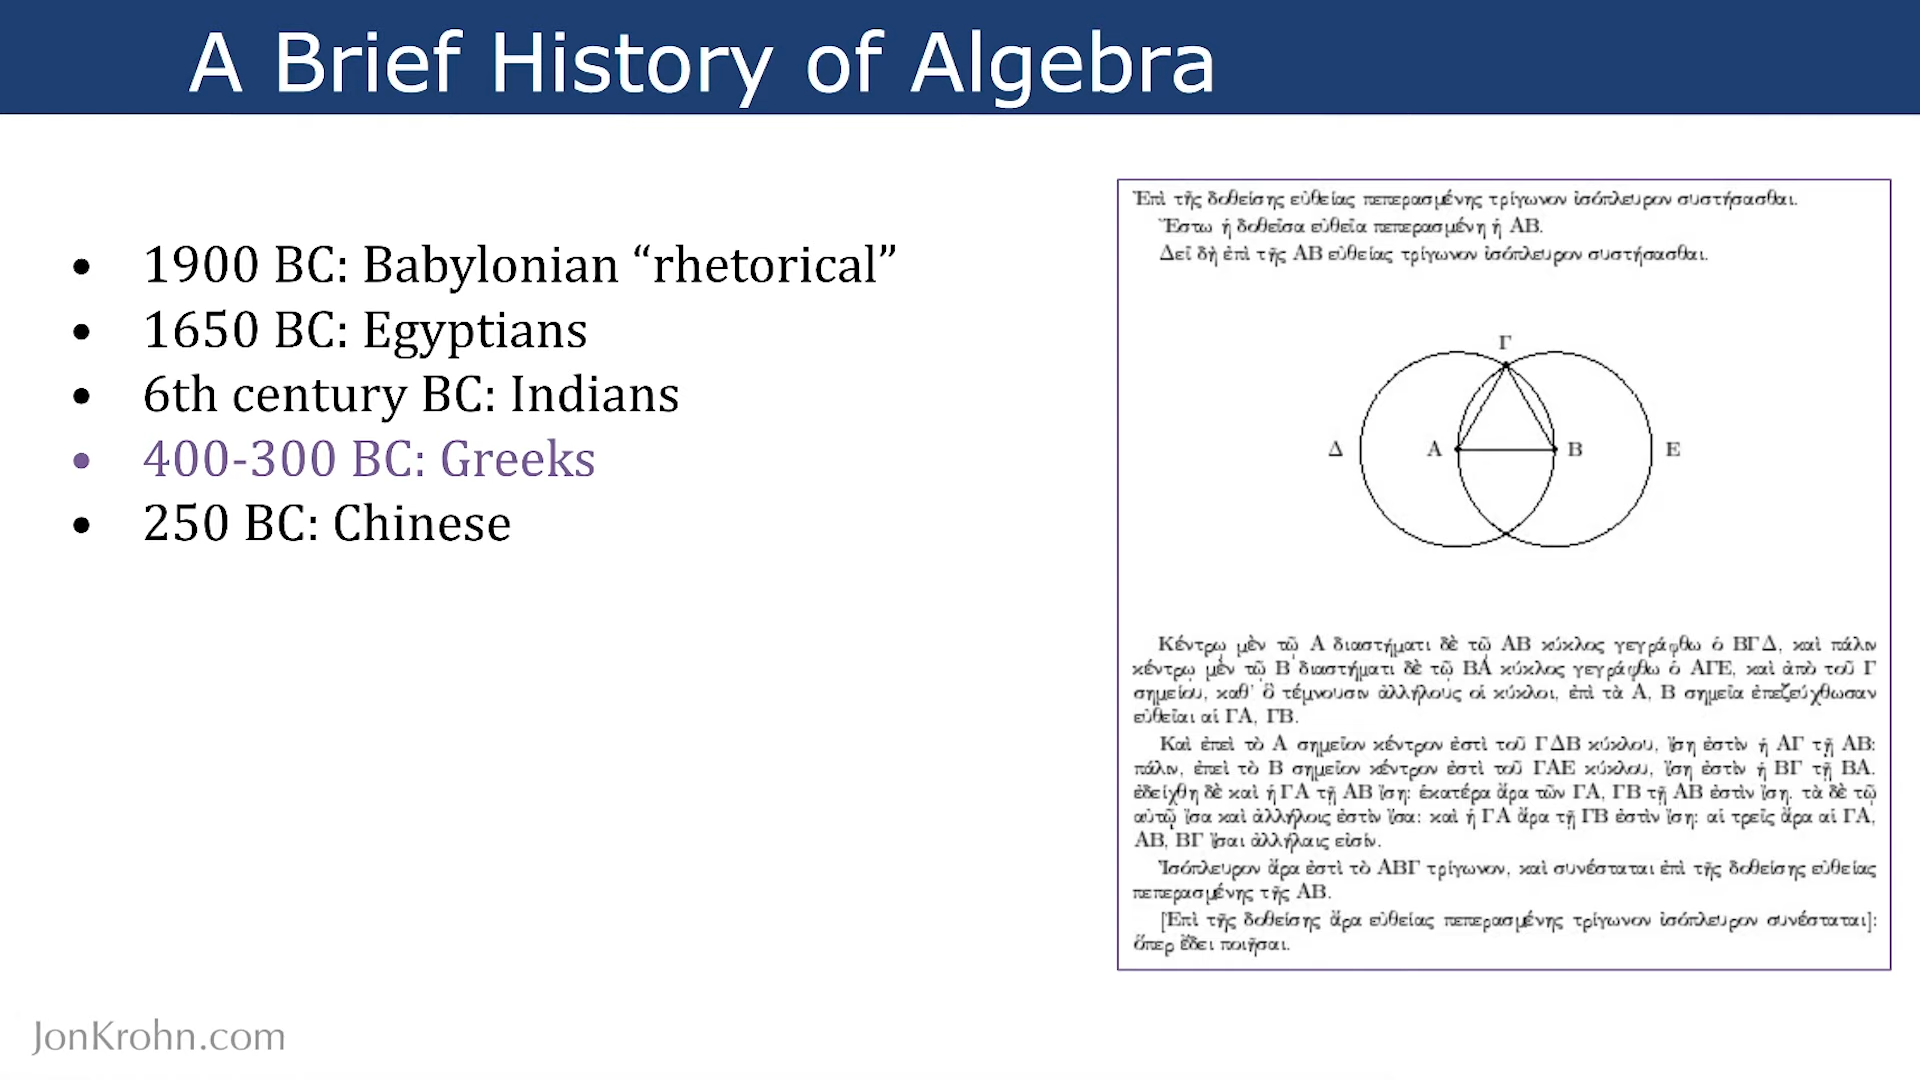 A Brief History of Algebra
• 1900 BC: Babylonian “rhetorical”
• 1650 BC: Egyptians
• 6th century BC: Indians
• 400-300 BC: Greeks
• 250 BC: Chinese
Ἐπὶ τῆς δοθείσης εὐθείας πεπερασμένης τρίγωνον ἰσόπλευρον συστήσασθαι.
Ἔστω ἡ δοθεῖσα εὐθεῖα πεπερασμένη ἡ ΑΒ.
Δεῖ δὴ ἐπὶ τῆς ΑΒ εὐθείας τρίγωνον ἰσόπλευρον συστήσασθαι.
Γ
Δ Α Β Ε
Κέντρῳ μὲν τῷ Α διαστήματι δὲ τῷ ΑΒ κύκλος γεγράφθω ὁ ΒΓΔ, καὶ πάλιν
κέντρῳ μὲν τῷ Β διαστήματι δὲ τῷ ΒΑ κύκλος γεγράφθω ὁ ΑΓΕ, καὶ ἀπὸ τοῦ Γ
σημείου, καθ᾽ ὃ τέμνουσιν ἀλλήλους οἱ κύκλοι, ἐπὶ τὰ Α, Β σημεῖα ἐπεζεύχθωσαν
εὐθεῖαι αἱ ΓΑ, ΓΒ.
Καὶ ἐπεὶ τὸ Α σημεῖον κέντρον ἐστὶ τοῦ ΓΔΒ κύκλου, ἴση ἐστὶν ἡ ΑΓ τῇ ΑΒ·
πάλιν, ἐπεὶ τὸ Β σημεῖον κέντρον ἐστὶ τοῦ ΓΑΕ κύκλου, ἴση ἐστὶν ἡ ΒΓ τῇ ΒΑ.
ἐδείχθη δὲ καὶ ἡ ΓΑ τῇ ΑΒ ἴση· ἑκατέρα ἄρα τῶν ΓΑ, ΓΒ τῇ ΑΒ ἐστὶν ἴση. τὰ δὲ τῷ
αὐτῷ ἴσα καὶ ἀλλήλοις ἐστὶν ἴσα· καὶ ἡ ΓΑ ἄρα τῇ ΓΒ ἐστὶν ἴση· αἱ τρεῖς ἄρα αἱ ΓΑ,
ΑΒ, ΒΓ ἴσαι ἀλλήλαις εἰσίν.
Ἰσόπλευρον ἄρα ἐστὶ τὸ ΑΒΓ τρίγωνον, καὶ συνέσταται ἐπὶ τῆς δοθείσης εὐθείας
πεπερασμένης τῆς ΑΒ.
[Ἐπὶ τῆς δοθείσης ἄρα εὐθείας πεπερασμένης τρίγωνον ἰσόπλευρον συνέσταται]·
ὅπερ ἔδει ποιῆσαι.
JonKrohn.com